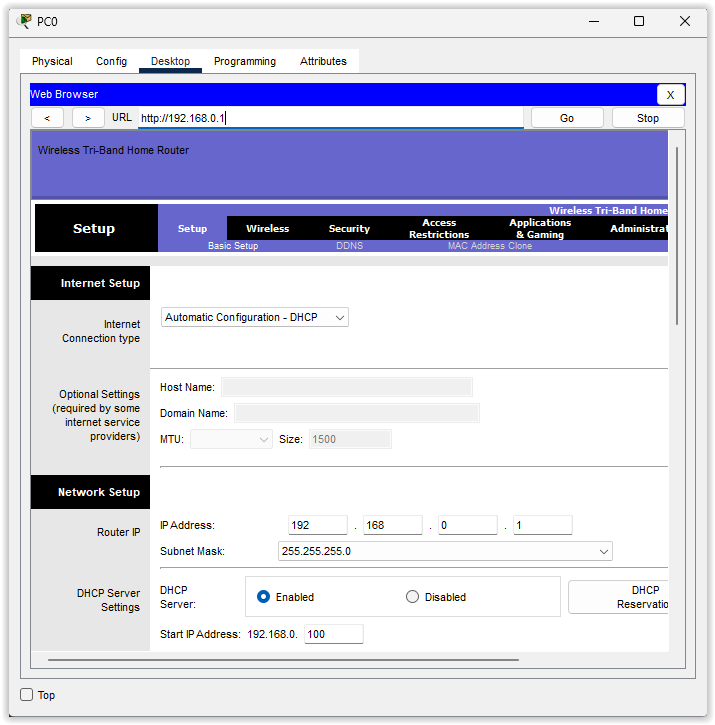 PC0
Physical Config Desktop Programming Attributes
Web Browser X
< > URL http://192.168.0.1 Go Stop
Wireless Tri-Band Home Router
Wireless Tri-Band Home
Setup
Setup Wireless Security Access Restrictions Applications & Gaming Administrat
Basic Setup DDNS MAC Address Clone
Internet Setup
Internet Connection type
Automatic Configuration - DHCP
Optional Settings
(required by some
internet service
providers)
Host Name:
Domain Name:
MTU: Size: 1500
Network Setup
Router IP
IP Address: 192 . 168 . 0 . 1
Subnet Mask: 255.255.255.0
DHCP Server
Settings
DHCP
Server:
Enabled Disabled
DHCP
Reservatio
Start IP Address: 192.168.0. 100
Top